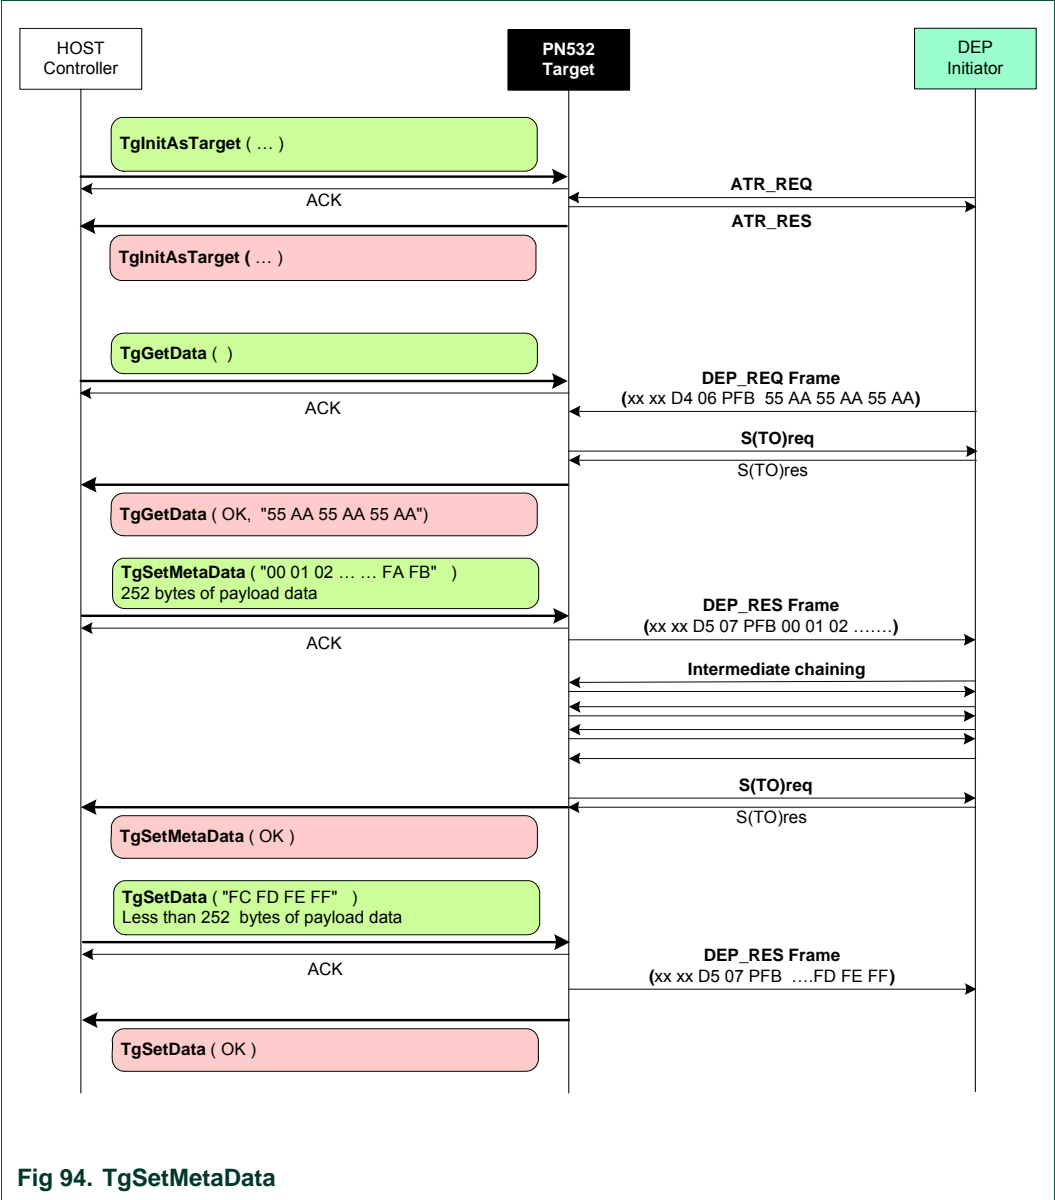 HOST
Controller
PN532
Target
DEP
Initiator
TgInitAsTarget ( … )
ACK
ATR_REQ
ATR_RES
TgInitAsTarget ( … )
TgGetData ( )
ACK
DEP_REQ Frame
(xx xx D4 06 PFB 55 AA 55 AA 55 AA)
S(TO)req
S(TO)res
TgGetData ( OK, "55 AA 55 AA 55 AA")
TgSetMetaData ( "00 01 02 … … FA FB" )
252 bytes of payload data
ACK
DEP_RES Frame
(xx xx D5 07 PFB 00 01 02 …….)
Intermediate chaining
S(TO)req
S(TO)res
TgSetMetaData ( OK )
TgSetData ( "FC FD FE FF" )
Less than 252 bytes of payload data
ACK
DEP_RES Frame
(xx xx D5 07 PFB ….FD FE FF)
TgSetData ( OK )
Fig 94. TgSetMetaData